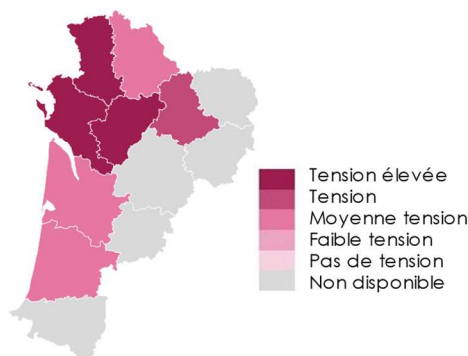 Tension élevée
Tension
Moyenne tension
Faible tension
Pas de tension
Non disponible